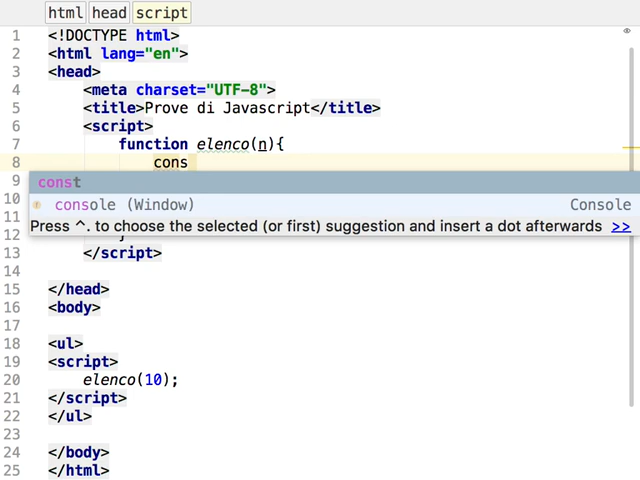 html head script
1 <!DOCTYPE html>
2 <html lang="en">
3 <head>
4 <meta charset="UTF-8">
5 <title>Prove di Javascript</title>
6 <script>
7 function elenco(n){
8 cons
9 const
10 console (Window) Console
11 Press ^. to choose the selected (or first) suggestion and insert a dot afterwards >>
12 }
13 </script>
14
15 </head>
16 <body>
17
18 <ul>
19 <script>
20 elenco(10);
21 </script>
22 </ul>
23
24 </body>
25 </html>